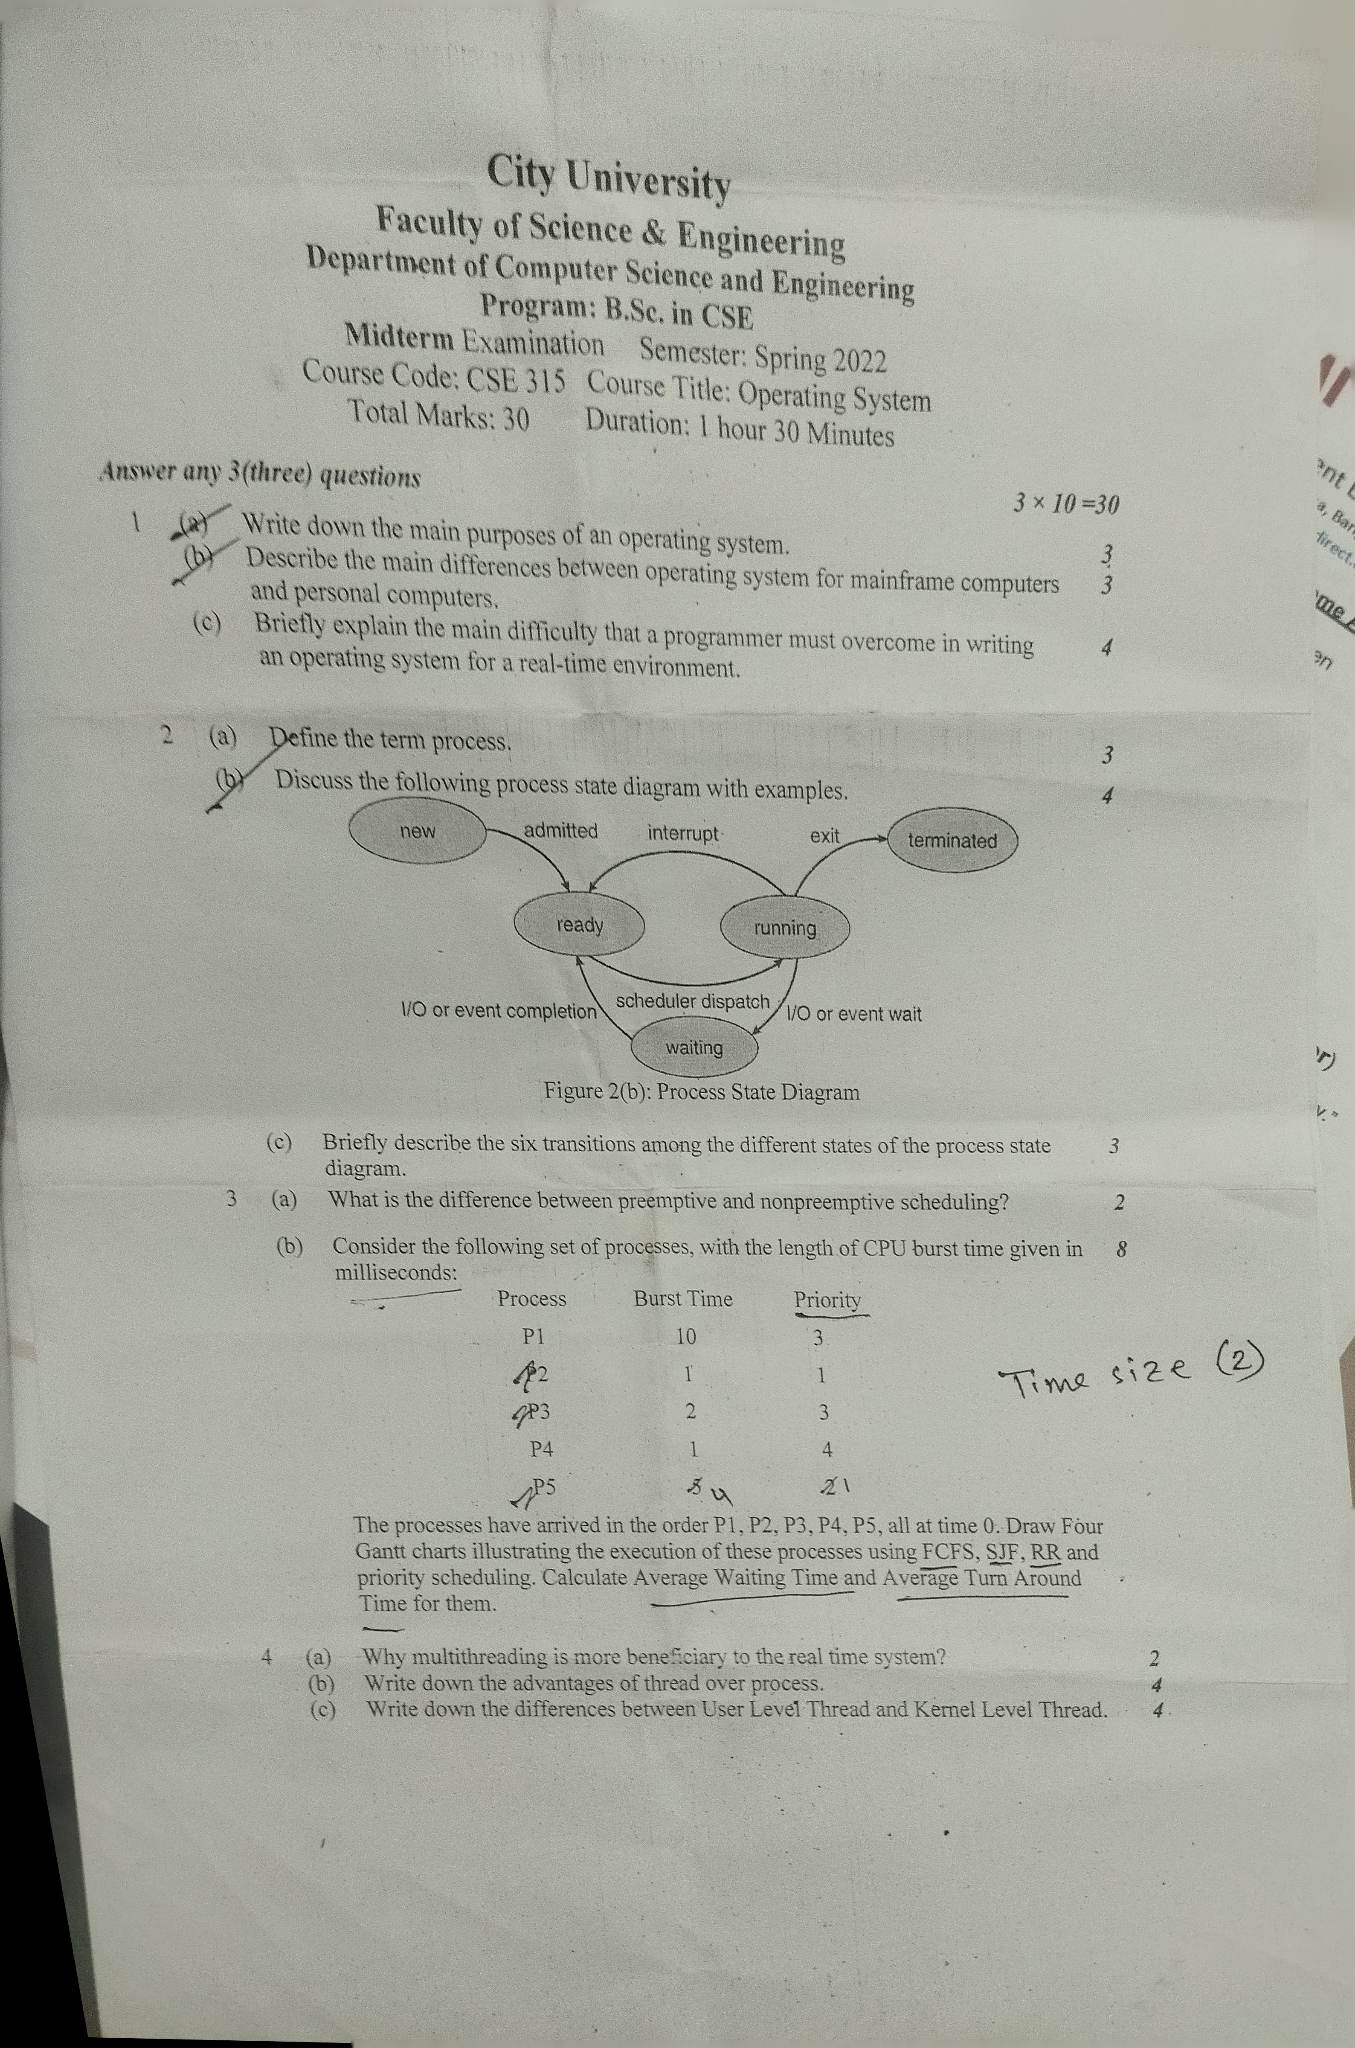 City University
Faculty of Science & Engineering
Department of Computer Science and Engineering
Program: B.Sc. in CSE
Midterm Examination Semester: Spring 2022
Course Code: CSE 315 Course Title: Operating System
Total Marks: 30 Duration: 1 hour 30 Minutes
Answer any 3(three) questions
3 × 10 =30
1 (a) Write down the main purposes of an operating system. 3
(b) Describe the main differences between operating system for mainframe computers 3
and personal computers.
(c) Briefly explain the main difficulty that a programmer must overcome in writing 4
an operating system for a real-time environment.
2 (a) Define the term process. 3
(b) Discuss the following process state diagram with examples. 4
new admitted interrupt exit terminated
ready running
I/O or event completion scheduler dispatch I/O or event wait
waiting
Figure 2(b): Process State Diagram
(c) Briefly describe the six transitions among the different states of the process state 3
diagram.
3 (a) What is the difference between preemptive and nonpreemptive scheduling? 2
(b) Consider the following set of processes, with the length of CPU burst time given in 8
milliseconds:
Process Burst Time Priority
P1 10 3
P2 1 1
P3 2 3
Time size (2)
P4 1 4
P5
The processes have arrived in the order P1, P2, P3, P4, P5, all at time 0. Draw Four
Gantt charts illustrating the execution of these processes using FCFS, SJF, RR and
priority scheduling. Calculate Average Waiting Time and Average Turn Around
Time for them.
4 (a) Why multithreading is more beneficiary to the real time system? 2
(b) Write down the advantages of thread over process. 4
(c) Write down the differences between User Level Thread and Kernel Level Thread. 4